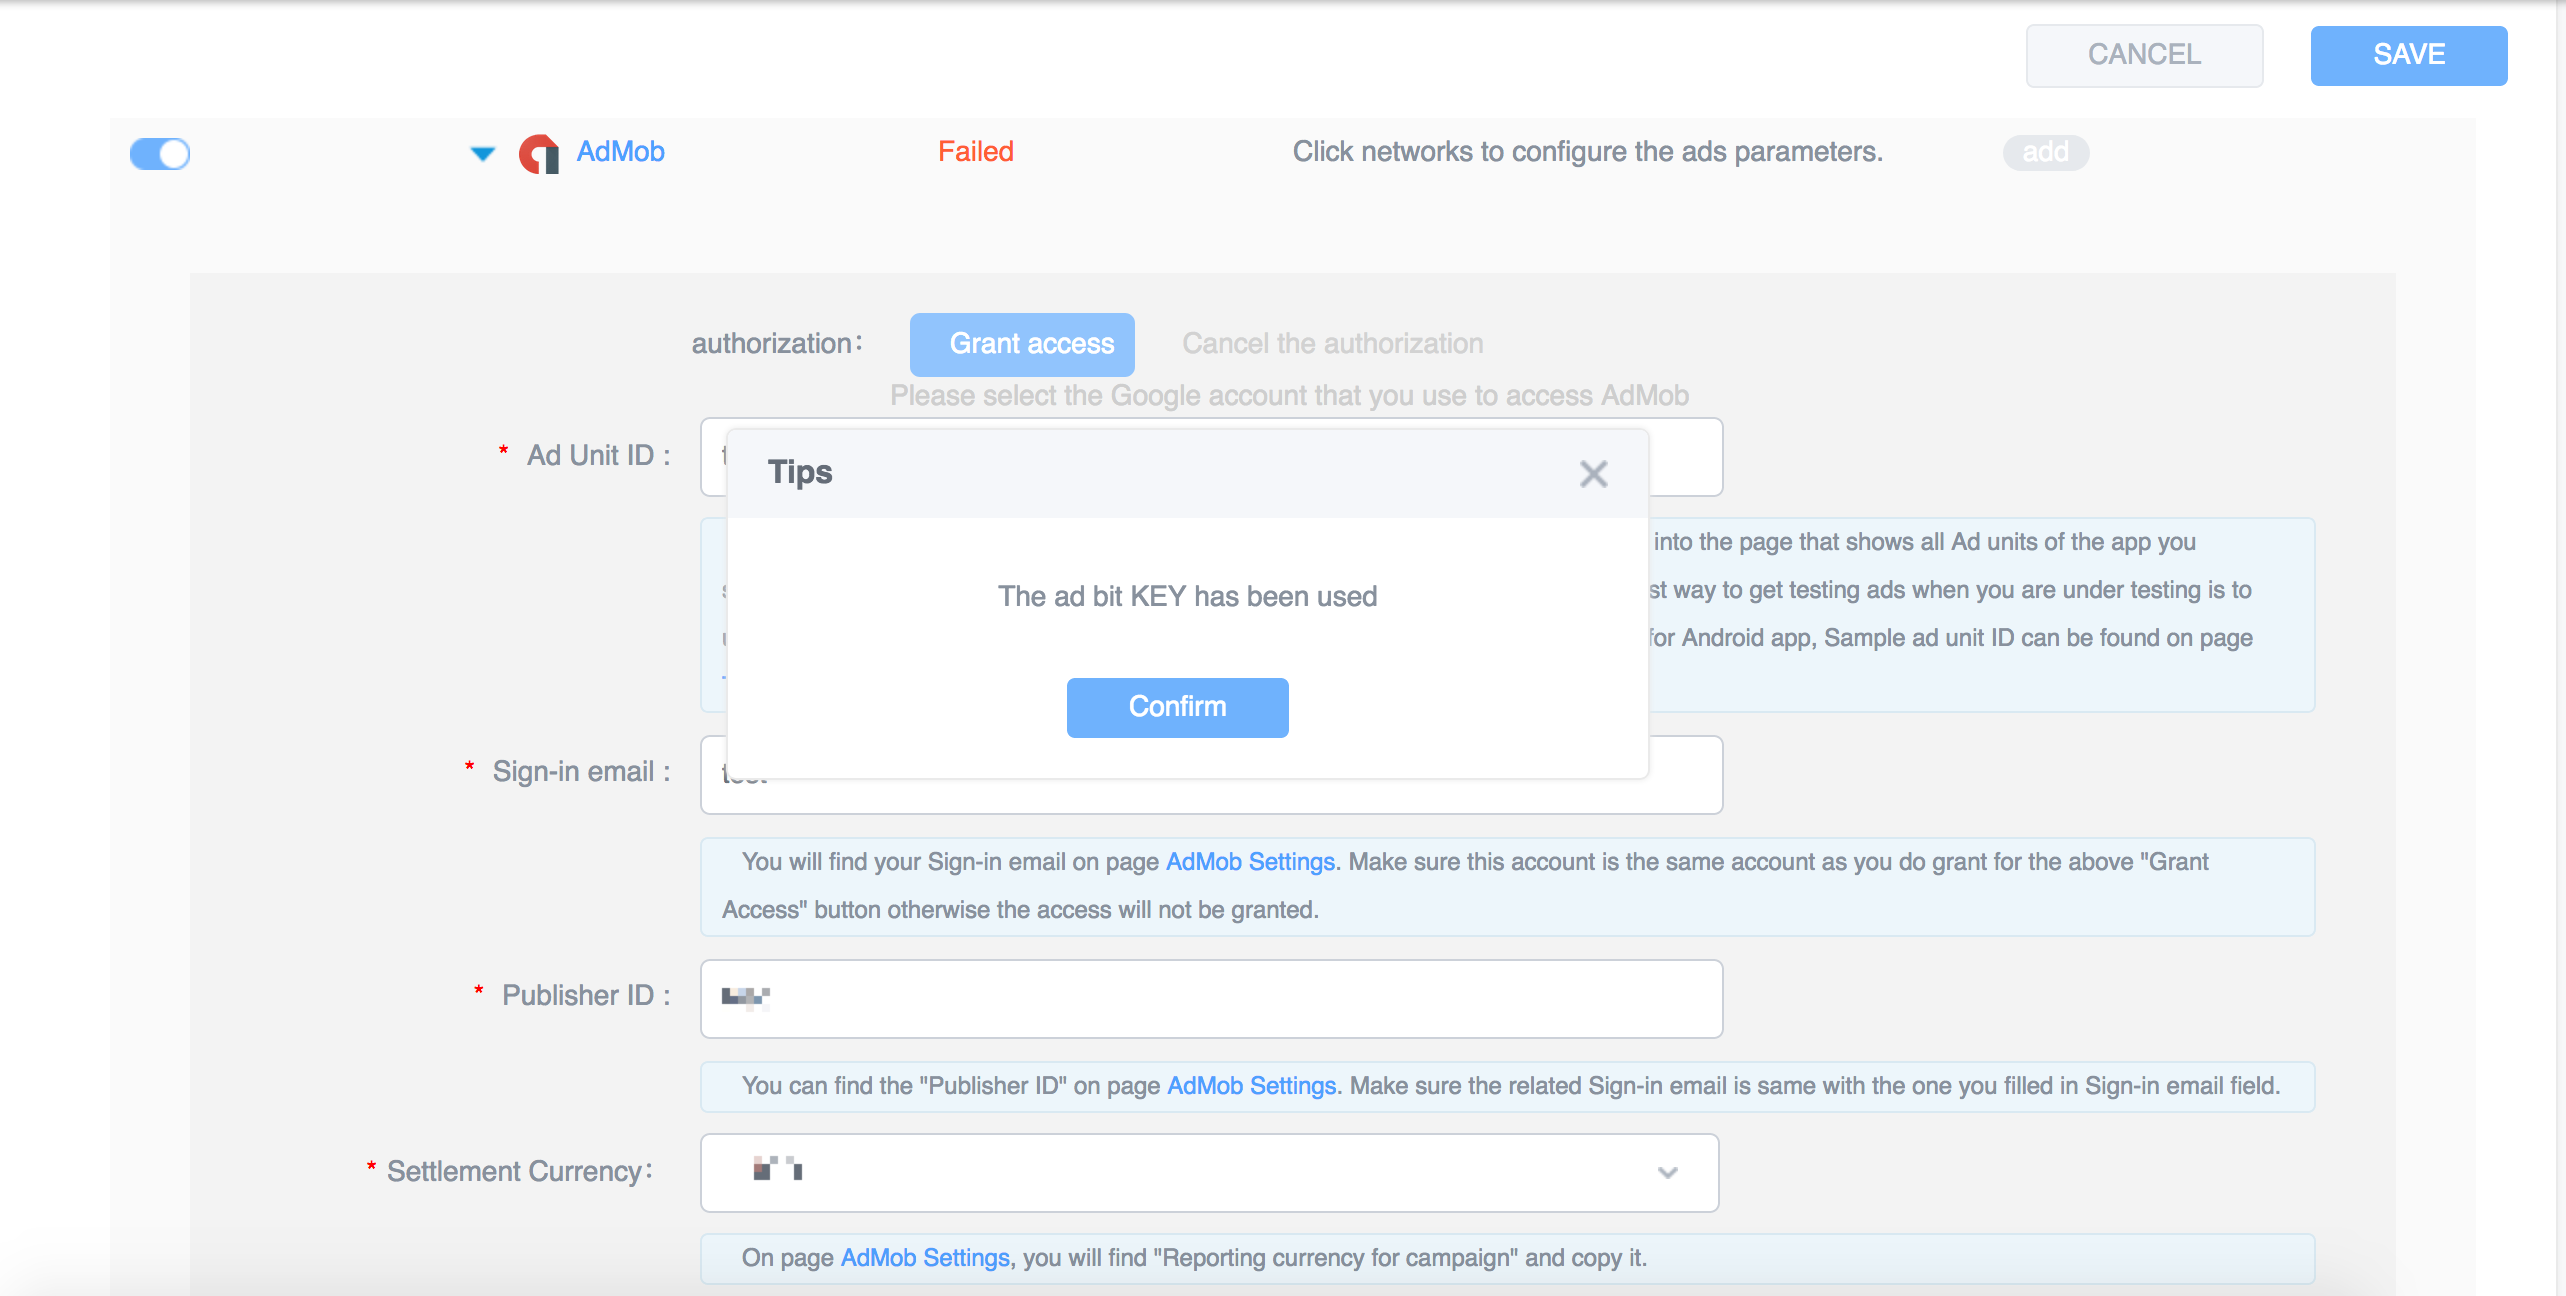 CANCEL
SAVE
AdMob
Failed
Click networks to configure the ads parameters.
add
authorization:
Grant access
Cancel the authorization
Please select the Google account that you use to access AdMob
* Ad Unit ID :
Tips
into the page that shows all Ad units of the app you
way to get testing ads when you are under testing is to
for Android app, Sample ad unit ID can be found on page
The ad bit KEY has been used
Confirm
* Sign-in email :
You will find your Sign-in email on page AdMob Settings. Make sure this account is the same account as you do grant for the above "Grant
Access" button otherwise the access will not be granted.
* Publisher ID :
You can find the "Publisher ID" on page AdMob Settings. Make sure the related Sign-in email is same with the one you filled in Sign-in email field.
* Settlement Currency:
On page AdMob Settings, you will find "Reporting currency for campaign" and copy it.